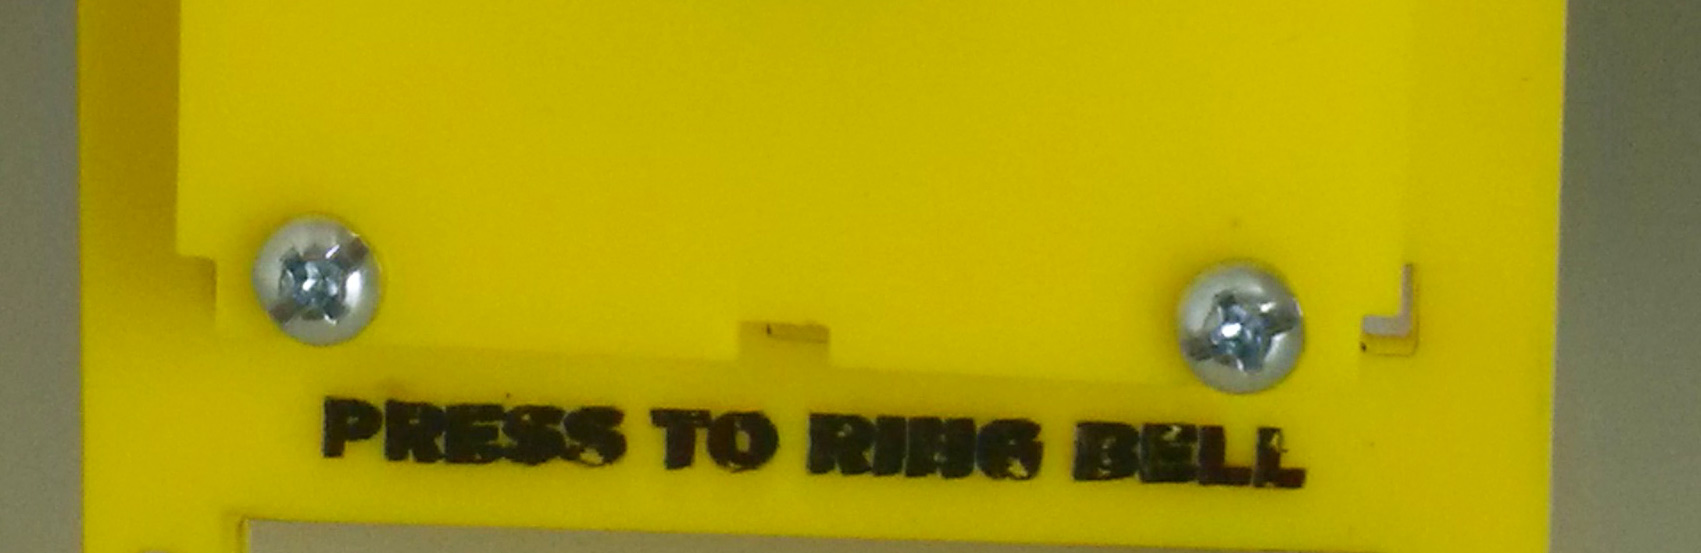 PRESS TO RING BELL